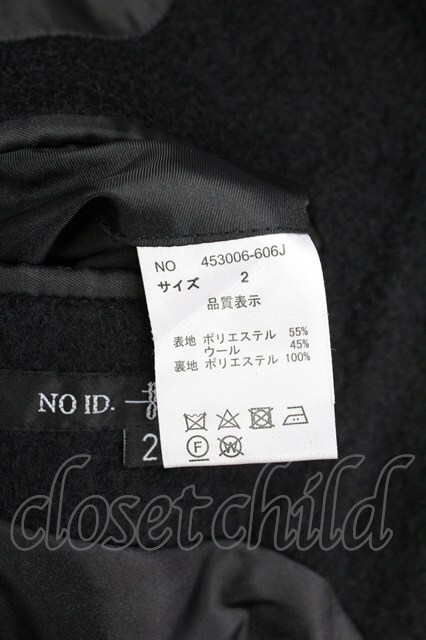 NO 453006-606J
サイズ 2
品質表示
表地 ポリエステル 55%
ウール 45%
裏地 ポリエステル 100%
F W
NO ID.
2
closetchild